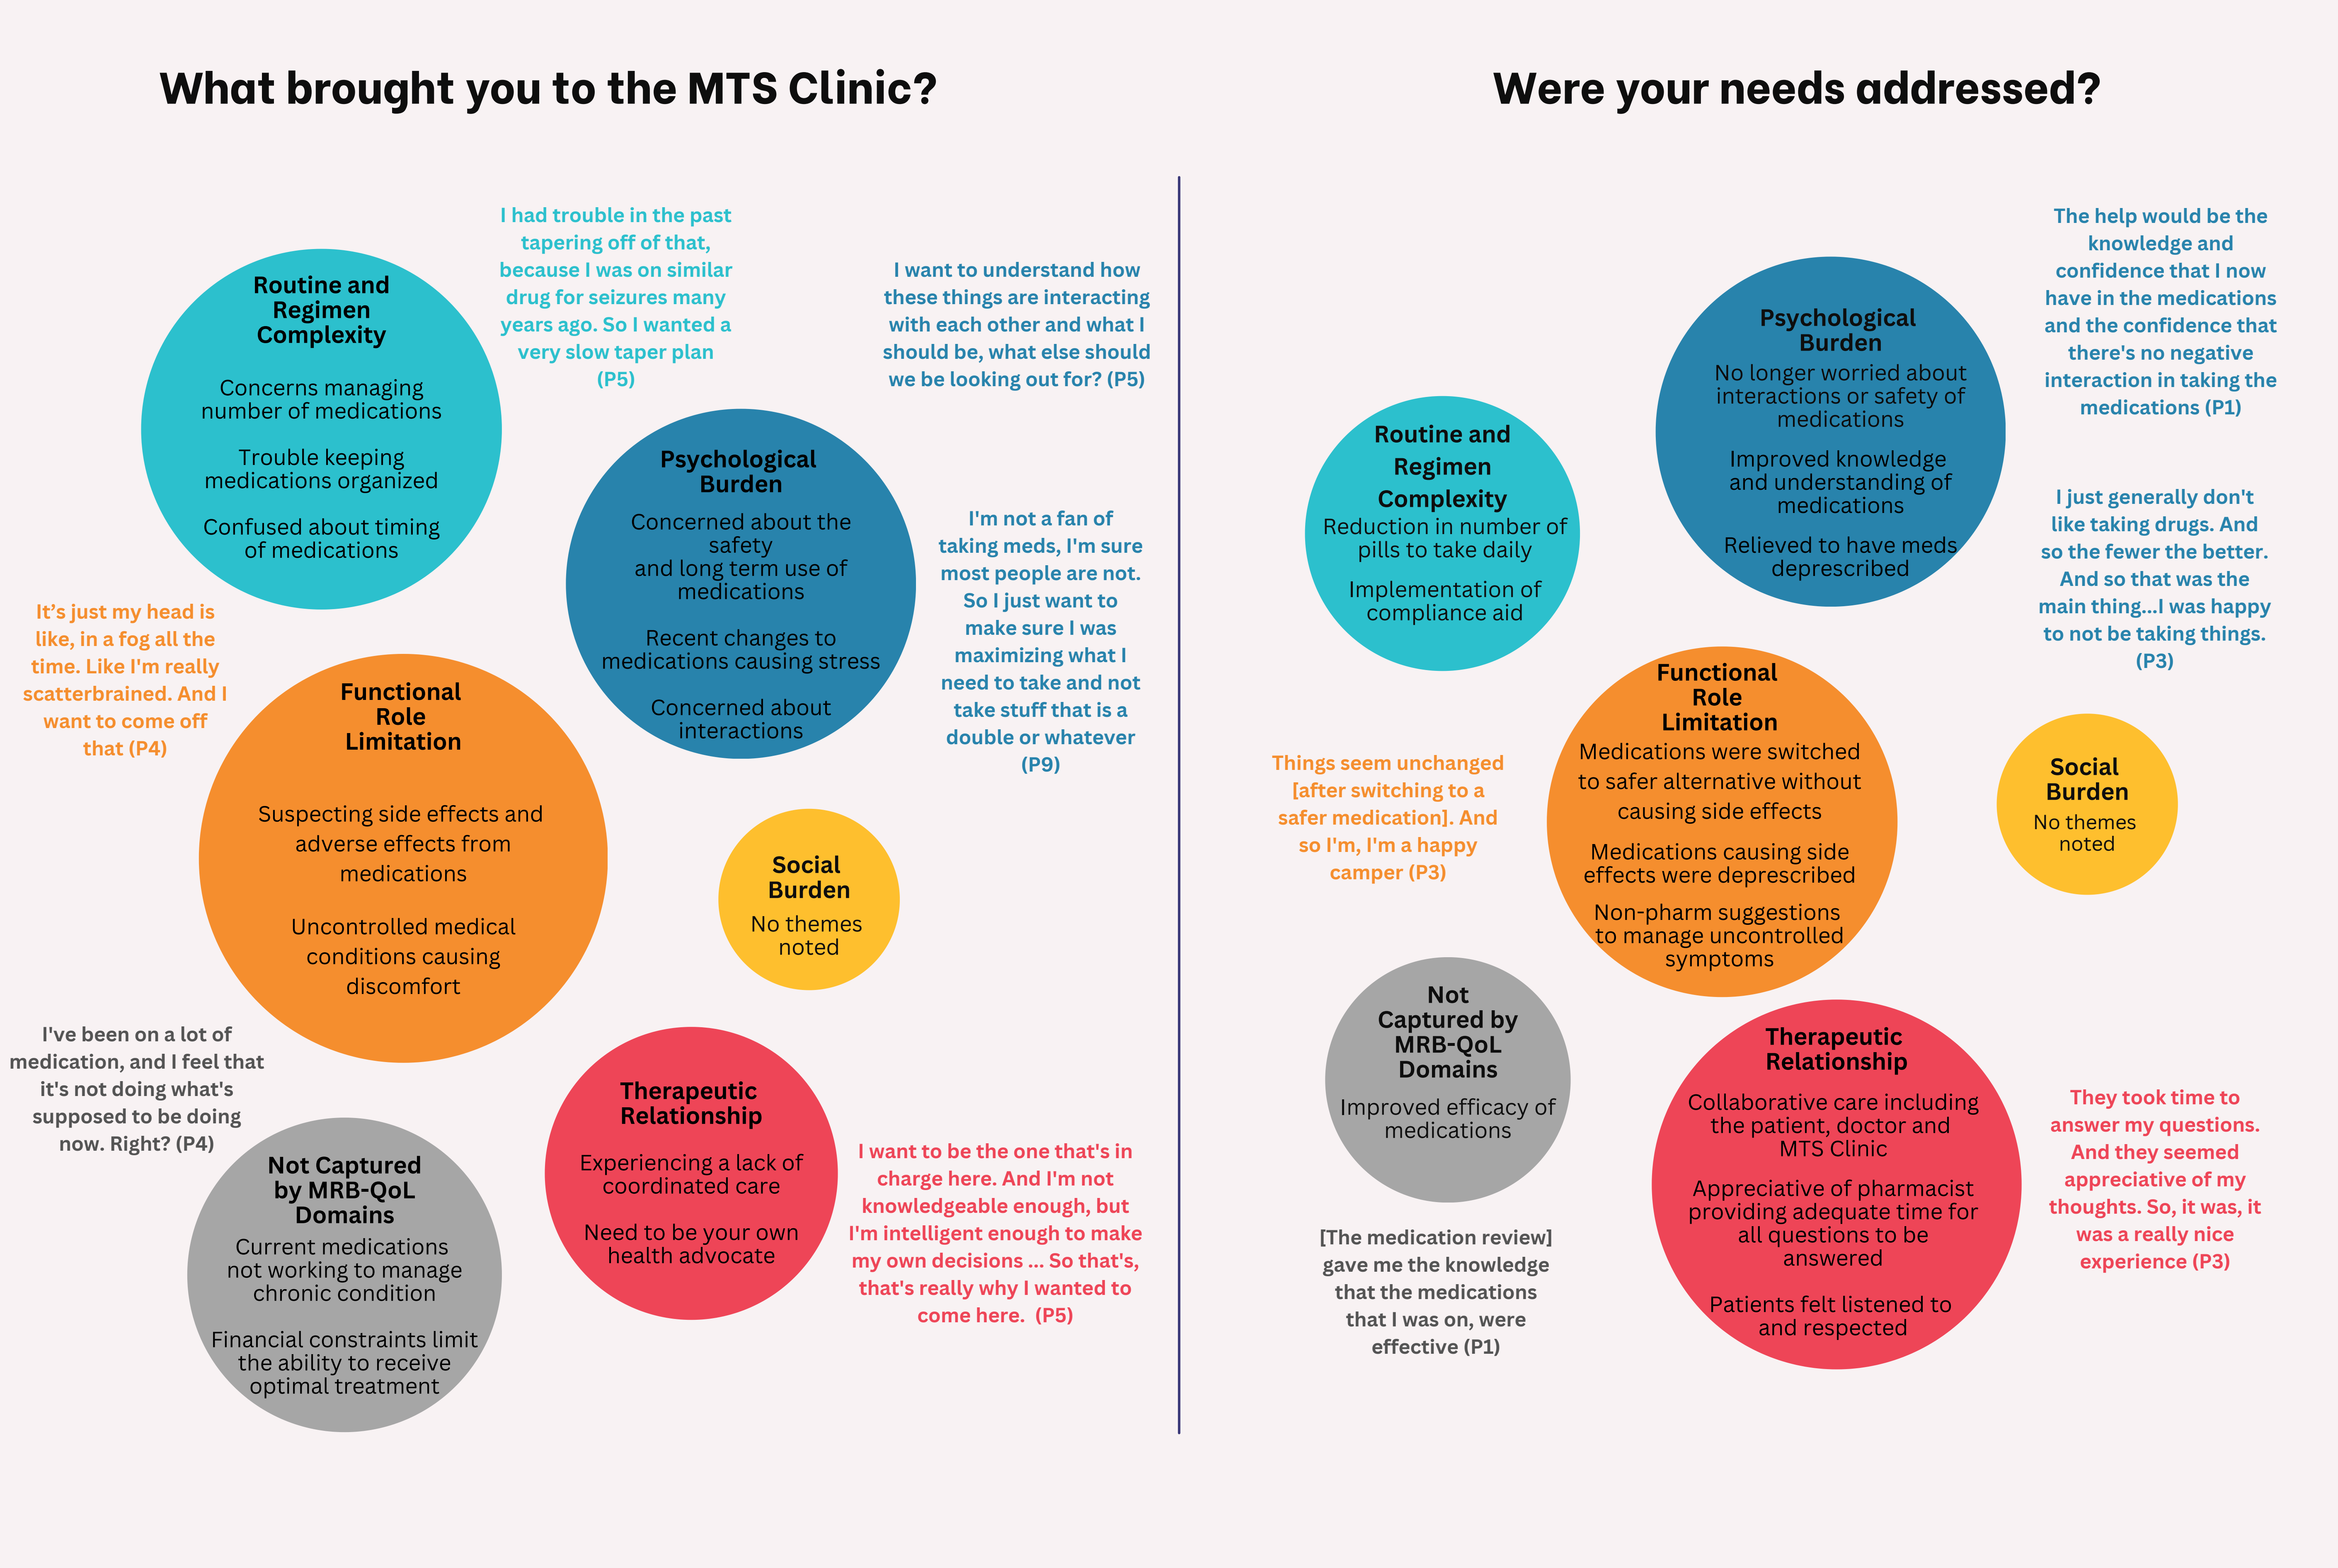 What brought you to the MTS Clinic?
Routine and
Regimen
Complexity
Concerns managing
number of medications
Trouble keeping
medications organized
Confused about timing
of medications
I had trouble in the past
tapering off of that,
because I was on similar
drug for seizures many
years ago. So I wanted a
very slow taper plan
(P5)
I want to understand how
these things are interacting
with each other and what I
should be, what else should
we be looking out for? (P5)
Psychological
Burden
Concerned about the
safety
and long term use of
medications
Recent changes to
medications causing stress
Concerned about
interactions
I'm not a fan of
taking meds, I'm sure
most people are not.
So I just want to
make sure I was
maximizing what I
need to take and not
take stuff that is a
double or whatever
(P9)
It’s just my head is
like, in a fog all the
time. Like I'm really
scatterbrained. And I
want to come off
that (P4)
Functional
Role
Limitation
Suspecting side effects and
adverse effects from
medications
Uncontrolled medical
conditions causing
discomfort
Social
Burden
No themes
noted
I've been on a lot of
medication, and I feel that
it's not doing what's
supposed to be doing
now. Right? (P4)
Not Captured
by MRB-QoL
Domains
Current medications
not working to manage
chronic condition
Financial constraints limit
the ability to receive
optimal treatment
Therapeutic
Relationship
Experiencing a lack of
coordinated care
Need to be your own
health advocate
I want to be the one that's in
charge here. And I'm not
knowledgeable enough, but
I'm intelligent enough to make
my own decisions ... So that's,
that's really why I wanted to
come here. (P5)
Were your needs addressed?
Routine and
Regimen
Complexity
Reduction in number of
pills to take daily
Implementation of
compliance aid
Psychological
Burden
No longer worried about
interactions or safety of
medications
Improved knowledge
and understanding of
medications
Relieved to have meds
deprescribed
The help would be the
knowledge and
confidence that I now
have in the medications
and the confidence that
there's no negative
interaction in taking the
medications (P1)
I just generally don't
like taking drugs. And
so the fewer the better.
And so that was the
main thing...I was happy
to not be taking things.
(P3)
Things seem unchanged
[after switching to a
safer medication]. And
so I'm, I'm a happy
camper (P3)
Functional
Role
Limitation
Medications were switched
to safer alternative without
causing side effects
Medications causing side
effects were deprescribed
Non-pharm suggestions
to manage uncontrolled
symptoms
Social
Burden
No themes
noted
Not
Captured by
MRB-QoL
Domains
Improved efficacy of
medications
[The medication review]
gave me the knowledge
that the medications
that I was on, were
effective (P1)
Therapeutic
Relationship
Collaborative care including
the patient, doctor and
MTS Clinic
Appreciative of pharmacist
providing adequate time for
all questions to be
answered
Patients felt listened to
and respected
They took time to
answer my questions.
And they seemed
appreciative of my
thoughts. So, it was, it
was a really nice
experience (P3)